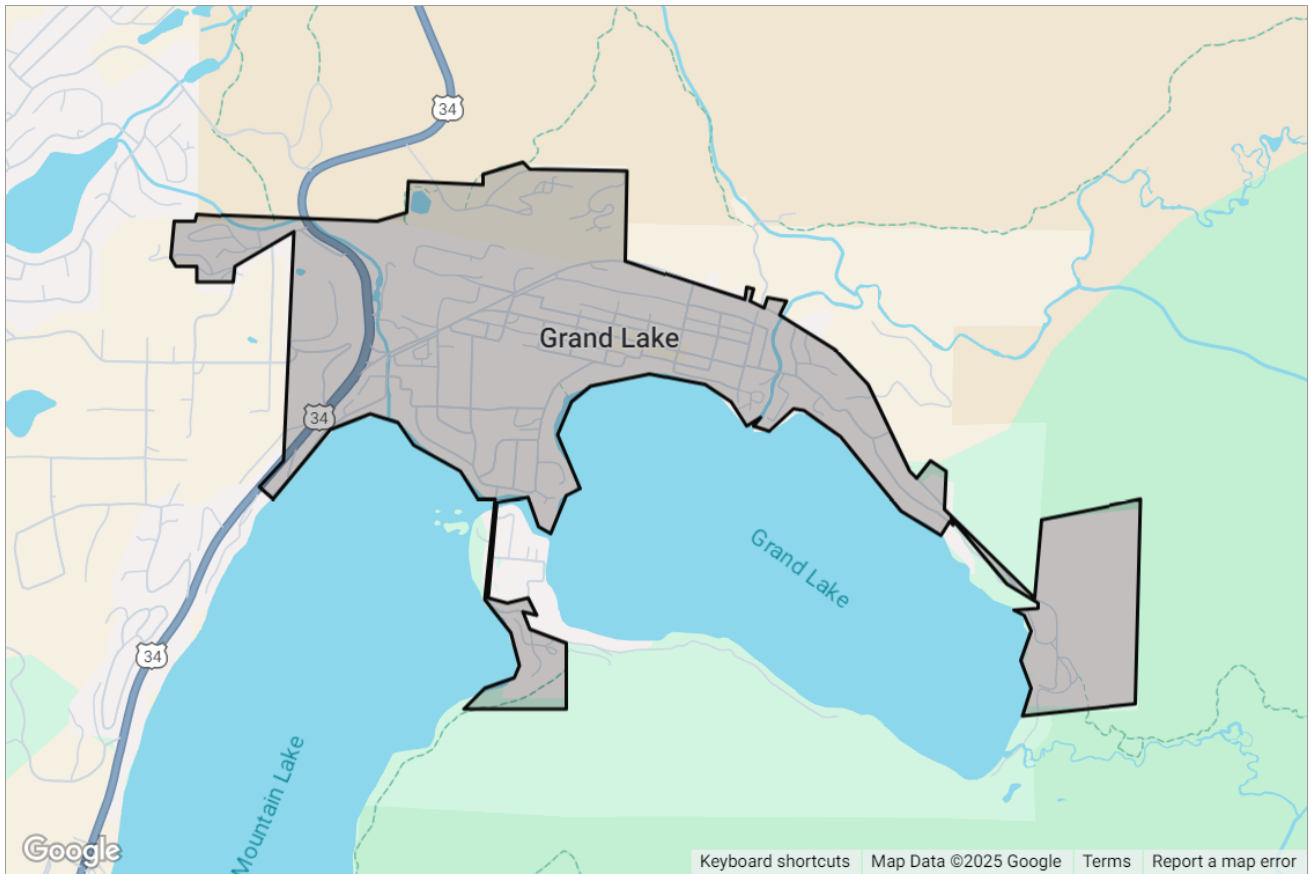 34
Grand Lake
34
Grand Lake
34
Mountain Lake
Google
Keyboard shortcuts
Map Data ©2025 Google
Terms
Report a map error